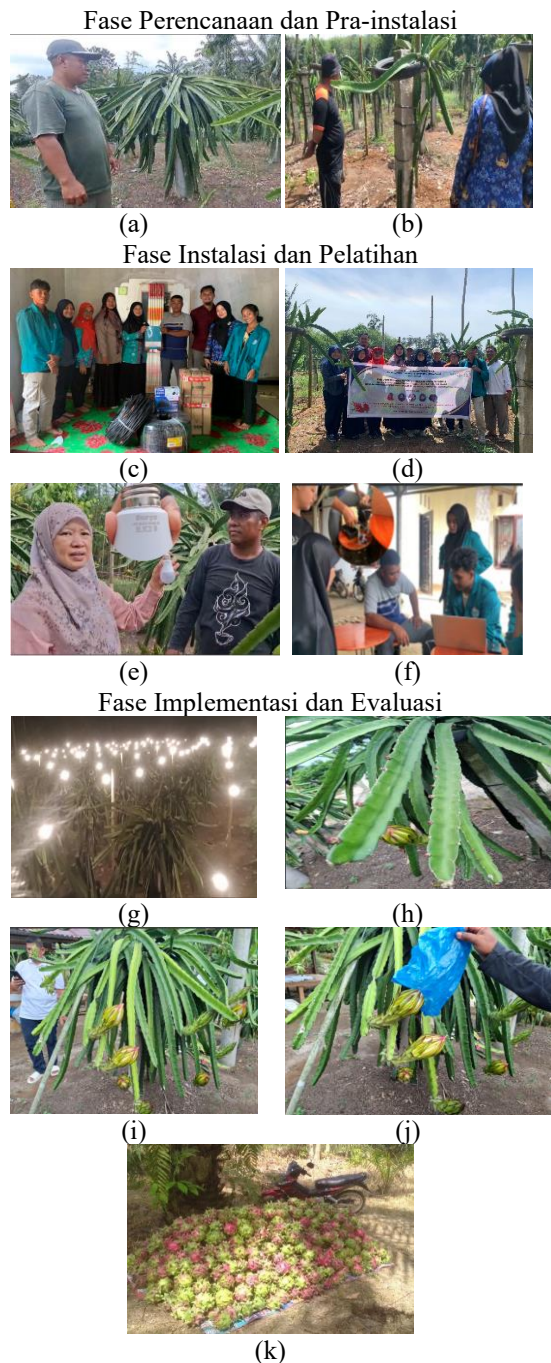 Fase Perencanaan dan Pra-instalasi
(a) (b)
Fase Instalasi dan Pelatihan
(c) (d)
(e) (f)
Fase Implementasi dan Evaluasi
(g) (h)
(i) (j)
(k)